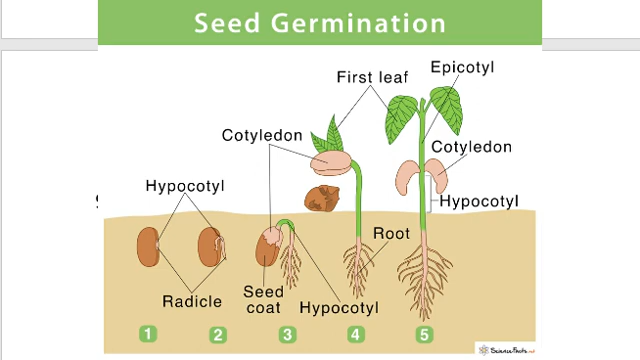 Seed Germination
Epicotyl
First leaf
Cotyledon
Cotyledon
Hypocotyl
Hypocotyl
Root
Radicle
Seed
coat
Hypocotyl
1 2 3 4 5